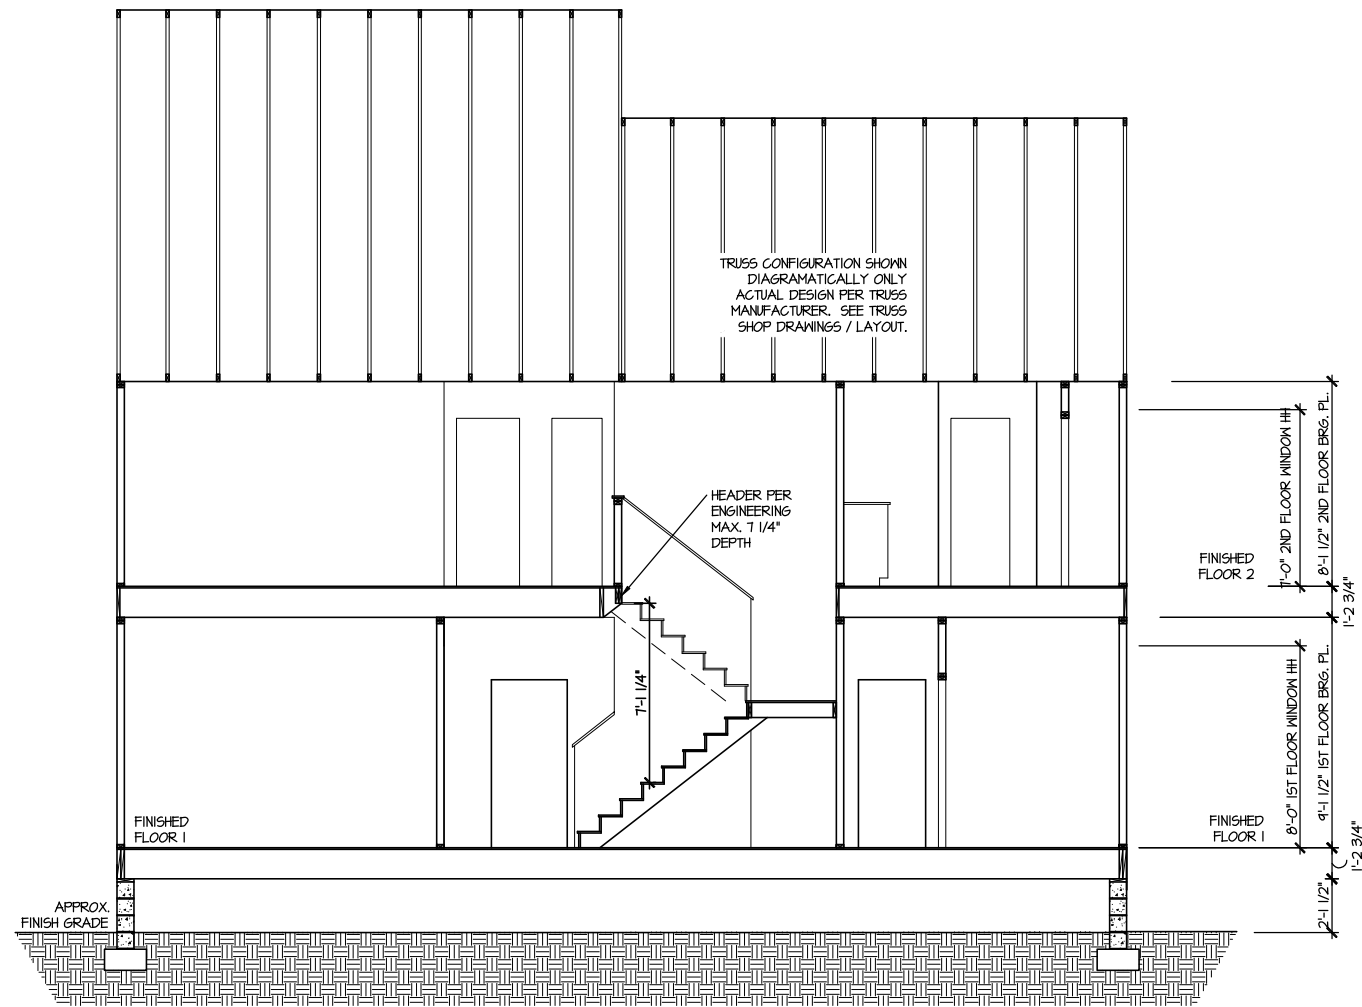 TRUSS CONFIGURATION SHOWN
DIAGRAMATICALLY ONLY
ACTUAL DESIGN PER TRUSS
MANUFACTURER. SEE TRUSS
SHOP DRAWINGS / LAYOUT.
HEADER PER
ENGINEERING
MAX. 7 1/4"
DEPTH
7'-0" 2ND FLOOR WINDOW HH
8'-1 1/2" 2ND FLOOR BRG. PL.
FINISHED
FLOOR 2
1'-2 3/4"
7'-1 1/4"
8'-0" 1ST FLOOR WINDOW HH
9'-1 1/2" 1ST FLOOR BRG. PL.
FINISHED
FLOOR 1
FINISHED
FLOOR 1
1'-2 3/4"
2'-1 1/2"
APPROX.
FINISH GRADE